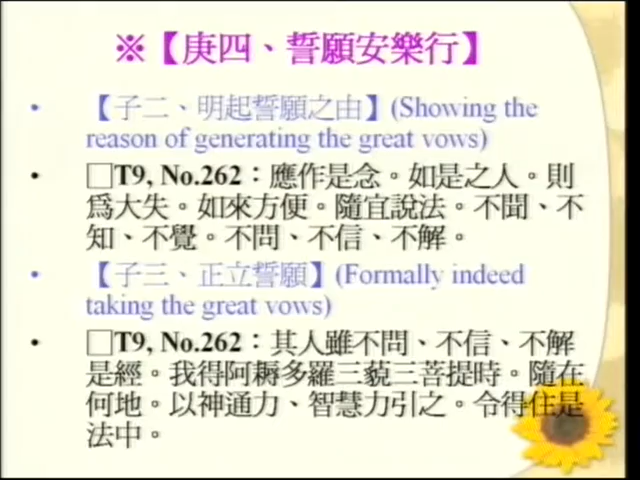 ※【庚四、誓願安樂行】
• 【子二、明起誓願之由】(Showing the
reason of generating the great vows)
• □T9, No.262：應作是念。如是之人。則
為大失。如來方便。隨宜說法。不聞、不
知、不覺。不問、不信、不解。
• 【子三、正立誓願】(Formally indeed
taking the great vows)
• □T9, No.262：其人雖不問、不信、不解
是經。我得阿耨多羅三藐三菩提時。隨在
何地。以神通力、智慧力引之。令得住是
法中。